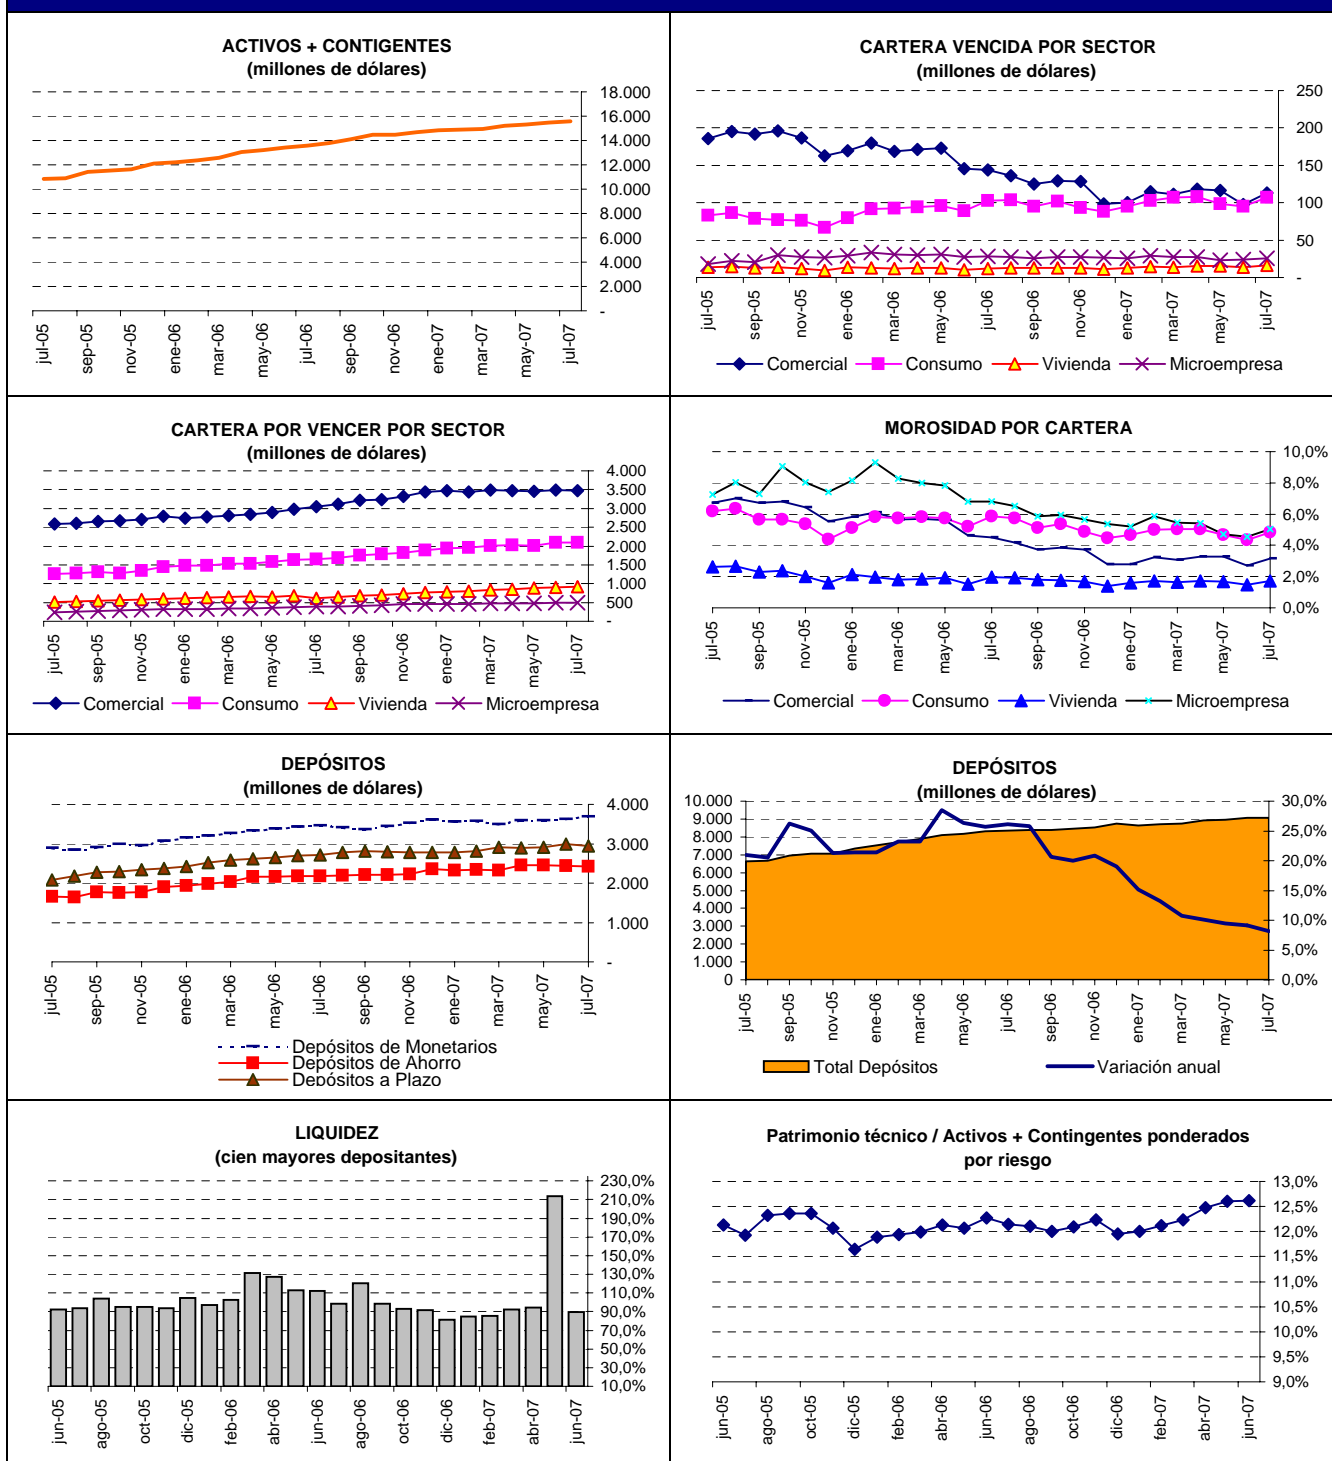 ACTIVOS + CONTIGENTES
(millones de dólares)
18.000
16.000
14.000
12.000
10.000
8.000
6.000
4.000
2.000
-
jul-05
sep-05
nov-05
ene-06
mar-06
may-06
jul-06
sep-06
nov-06
ene-07
mar-07
may-07
jul-07
CARTERA VENCIDA POR SECTOR
(millones de dólares)
250
200
150
100
50
-
jul-05
sep-05
nov-05
ene-06
mar-06
may-06
jul-06
sep-06
nov-06
ene-07
mar-07
may-07
jul-07
Comercial Consumo Vivienda Microempresa
CARTERA POR VENCER POR SECTOR
(millones de dólares)
4.000
3.500
3.000
2.500
2.000
1.500
1.000
500
-
jul-05
sep-05
nov-05
ene-06
mar-06
may-06
jul-06
sep-06
nov-06
ene-07
mar-07
may-07
jul-07
Comercial Consumo Vivienda Microempresa
MOROSIDAD POR CARTERA
10,0%
8,0%
6,0%
4,0%
2,0%
0,0%
jul-05
sep-05
nov-05
ene-06
mar-06
may-06
jul-06
sep-06
nov-06
ene-07
mar-07
may-07
jul-07
Comercial Consumo Vivienda Microempresa
DEPÓSITOS
(millones de dólares)
4.000
3.000
2.000
1.000
-
jul-05
sep-05
nov-05
ene-06
mar-06
may-06
jul-06
sep-06
nov-06
ene-07
mar-07
may-07
jul-07
Depósitos de Monetarios
Depósitos de Ahorro
Depósitos a Plazo
DEPÓSITOS
(millones de dólares)
10.000
9.000
8.000
7.000
6.000
5.000
4.000
3.000
2.000
1.000
0
30,0%
25,0%
20,0%
15,0%
10,0%
5,0%
0,0%
jul-05
sep-05
nov-05
ene-06
mar-06
may-06
jul-06
sep-06
nov-06
ene-07
mar-07
may-07
jul-07
Total Depósitos Variación anual
LIQUIDEZ
(cien mayores depositantes)
230,0%
210,0%
190,0%
170,0%
150,0%
130,0%
110,0%
90,0%
70,0%
50,0%
30,0%
10,0%
jun-05
ago-05
oct-05
dic-05
feb-06
abr-06
jun-06
ago-06
oct-06
dic-06
feb-07
abr-07
jun-07
Patrimonio técnico / Activos + Contingentes ponderados
por riesgo
13,0%
12,5%
12,0%
11,5%
11,0%
10,5%
10,0%
9,5%
9,0%
jun-05
ago-05
oct-05
dic-05
feb-06
abr-06
jun-06
ago-06
oct-06
dic-06
feb-07
abr-07
jun-07